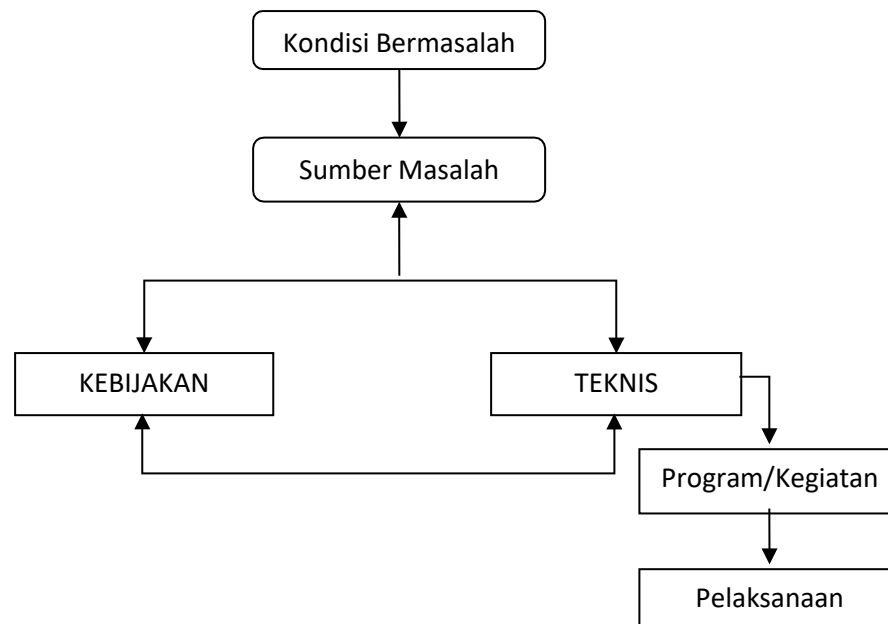 Kondisi Bermasalah
Sumber Masalah
KEBIJAKAN
TEKNIS
Program/Kegiatan
Pelaksanaan